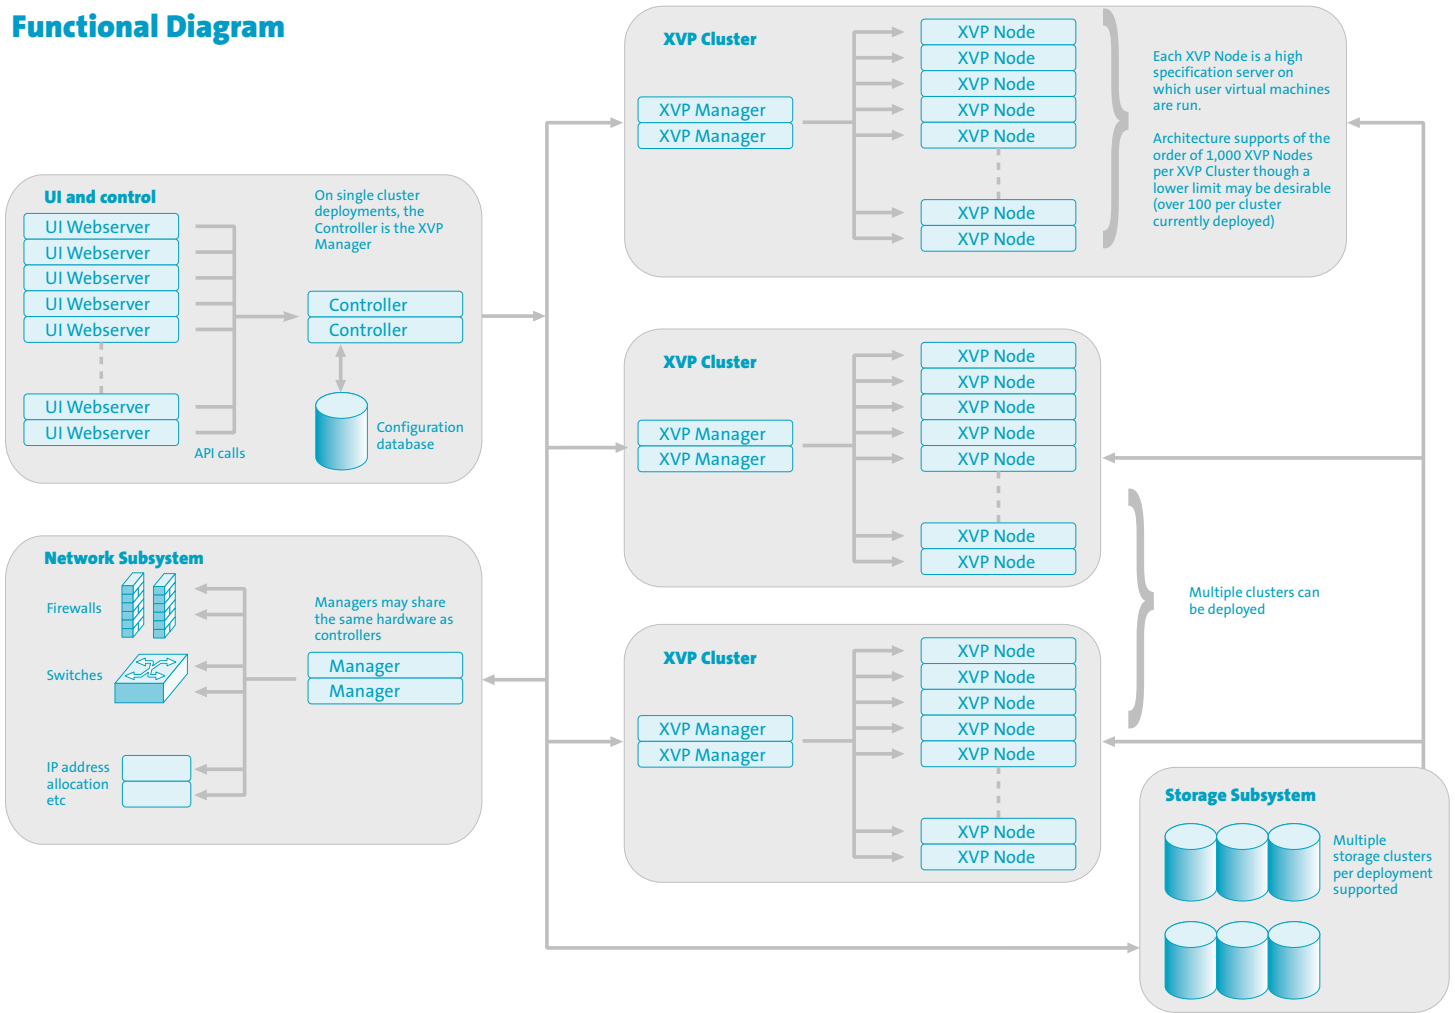 Functional Diagram
UI and control
UI Webserver
UI Webserver
UI Webserver
UI Webserver
UI Webserver
UI Webserver
UI Webserver
API calls
On single cluster
deployments, the
Controller is the XVP
Manager
Controller
Controller
Configuration
database
Network Subsystem
Firewalls
Switches
IP address
allocation
etc
Managers may share
the same hardware as
controllers
Manager
Manager
XVP Cluster
XVP Manager
XVP Manager
XVP Node
XVP Node
XVP Node
XVP Node
XVP Node
XVP Node
XVP Node
Each XVP Node is a high
specification server on
which user virtual machines
are run.
Architecture supports of the
order of 1,000 XVP Nodes
per XVP Cluster though a
lower limit may be desirable
(over 100 per cluster
currently deployed)
XVP Cluster
XVP Manager
XVP Manager
XVP Node
XVP Node
XVP Node
XVP Node
XVP Node
XVP Node
XVP Node
Multiple clusters can
be deployed
XVP Cluster
XVP Manager
XVP Manager
XVP Node
XVP Node
XVP Node
XVP Node
XVP Node
XVP Node
XVP Node
Storage Subsystem
Multiple
storage clusters
per deployment
supported